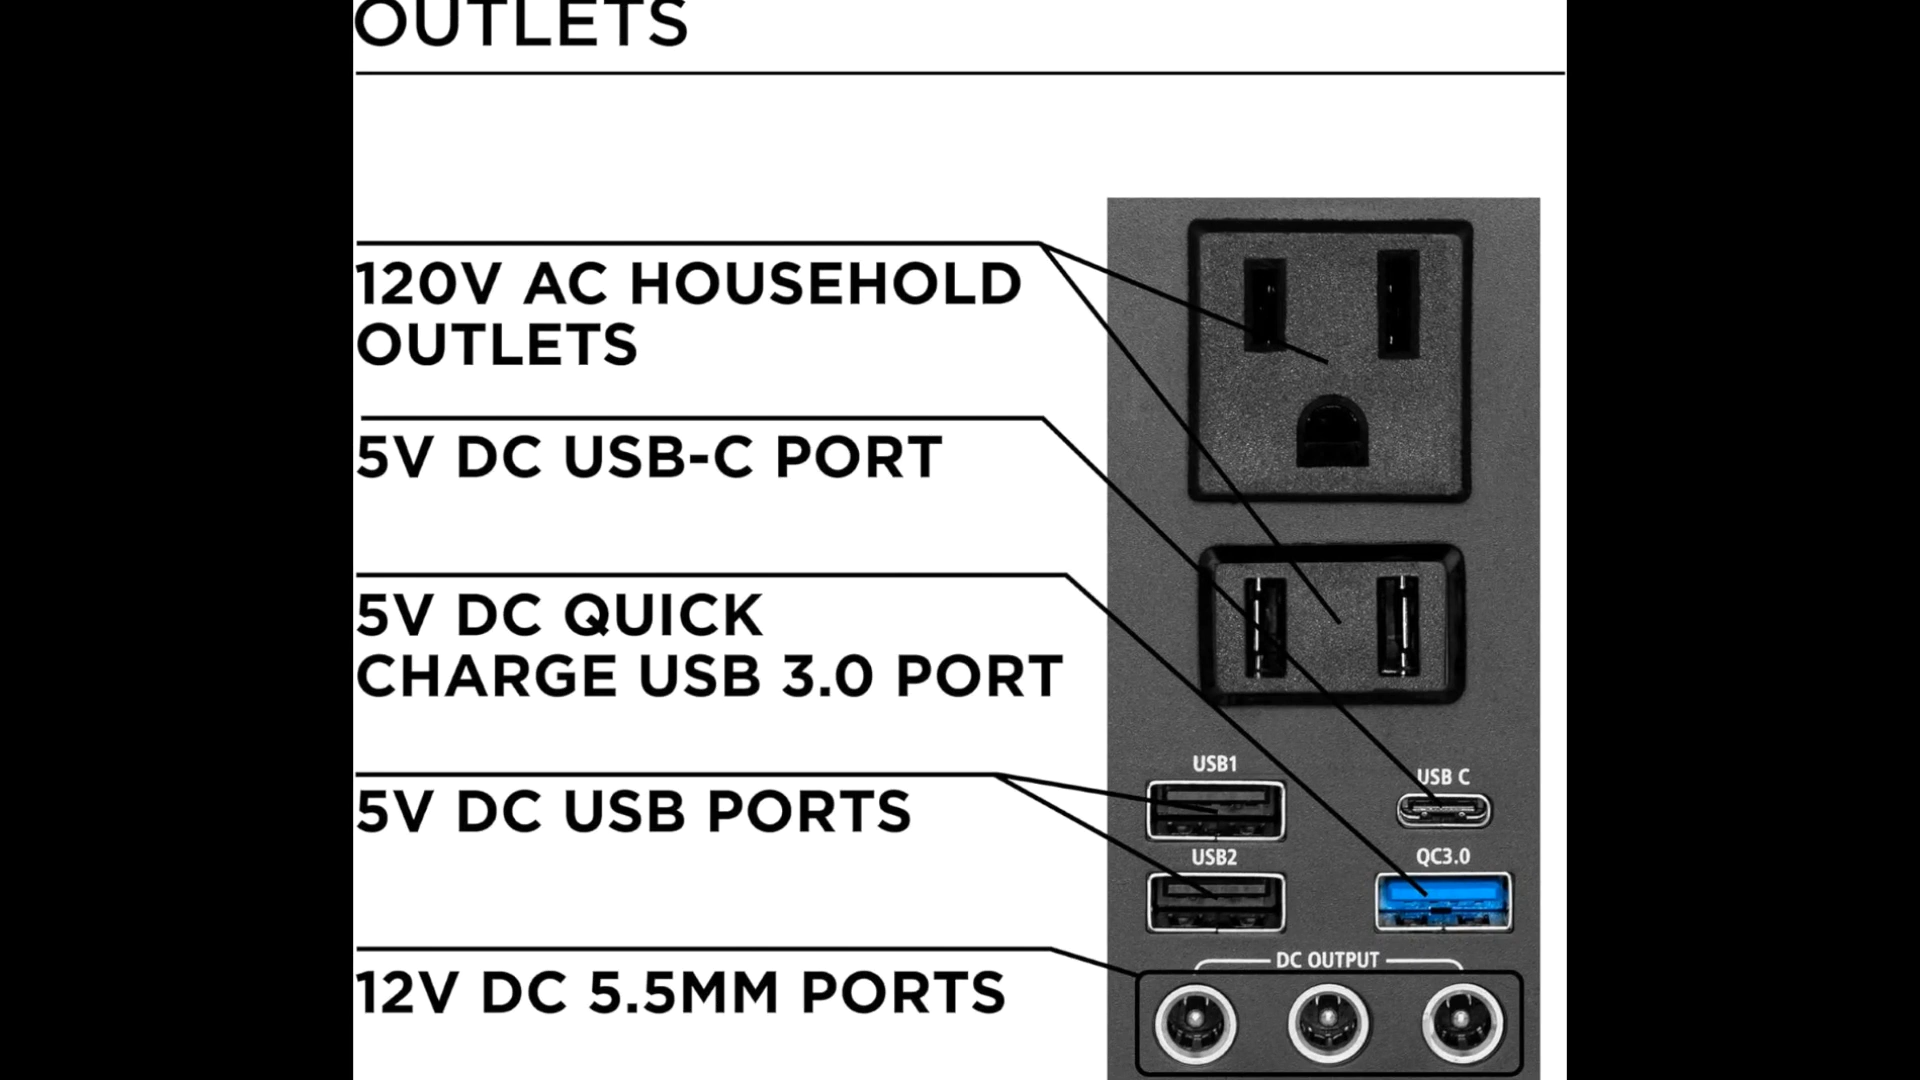 OUTLETS
120V AC HOUSEHOLD
OUTLETS
5V DC USB-C PORT
5V DC QUICK
CHARGE USB 3.0 PORT
5V DC USB PORTS
12V DC 5.5MM PORTS
USB1
USB C
USB2
QC3.0
DC OUTPUT